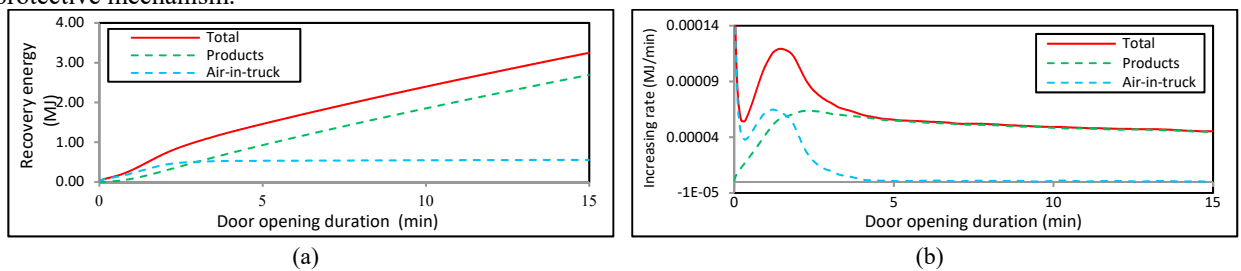 protective mechanism.
4.00
3.00
2.00
1.00
0.00
Recovery energy
(MJ)
Total
Products
Air-in-truck
0 5 10 15
Door opening duration (min)
(a)
0.00014
0.00009
0.00004
-1E-05
Increasing rate (MJ/min)
Total
Products
Air-in-truck
0 5 10 15
Door opening duration (min)
(b)